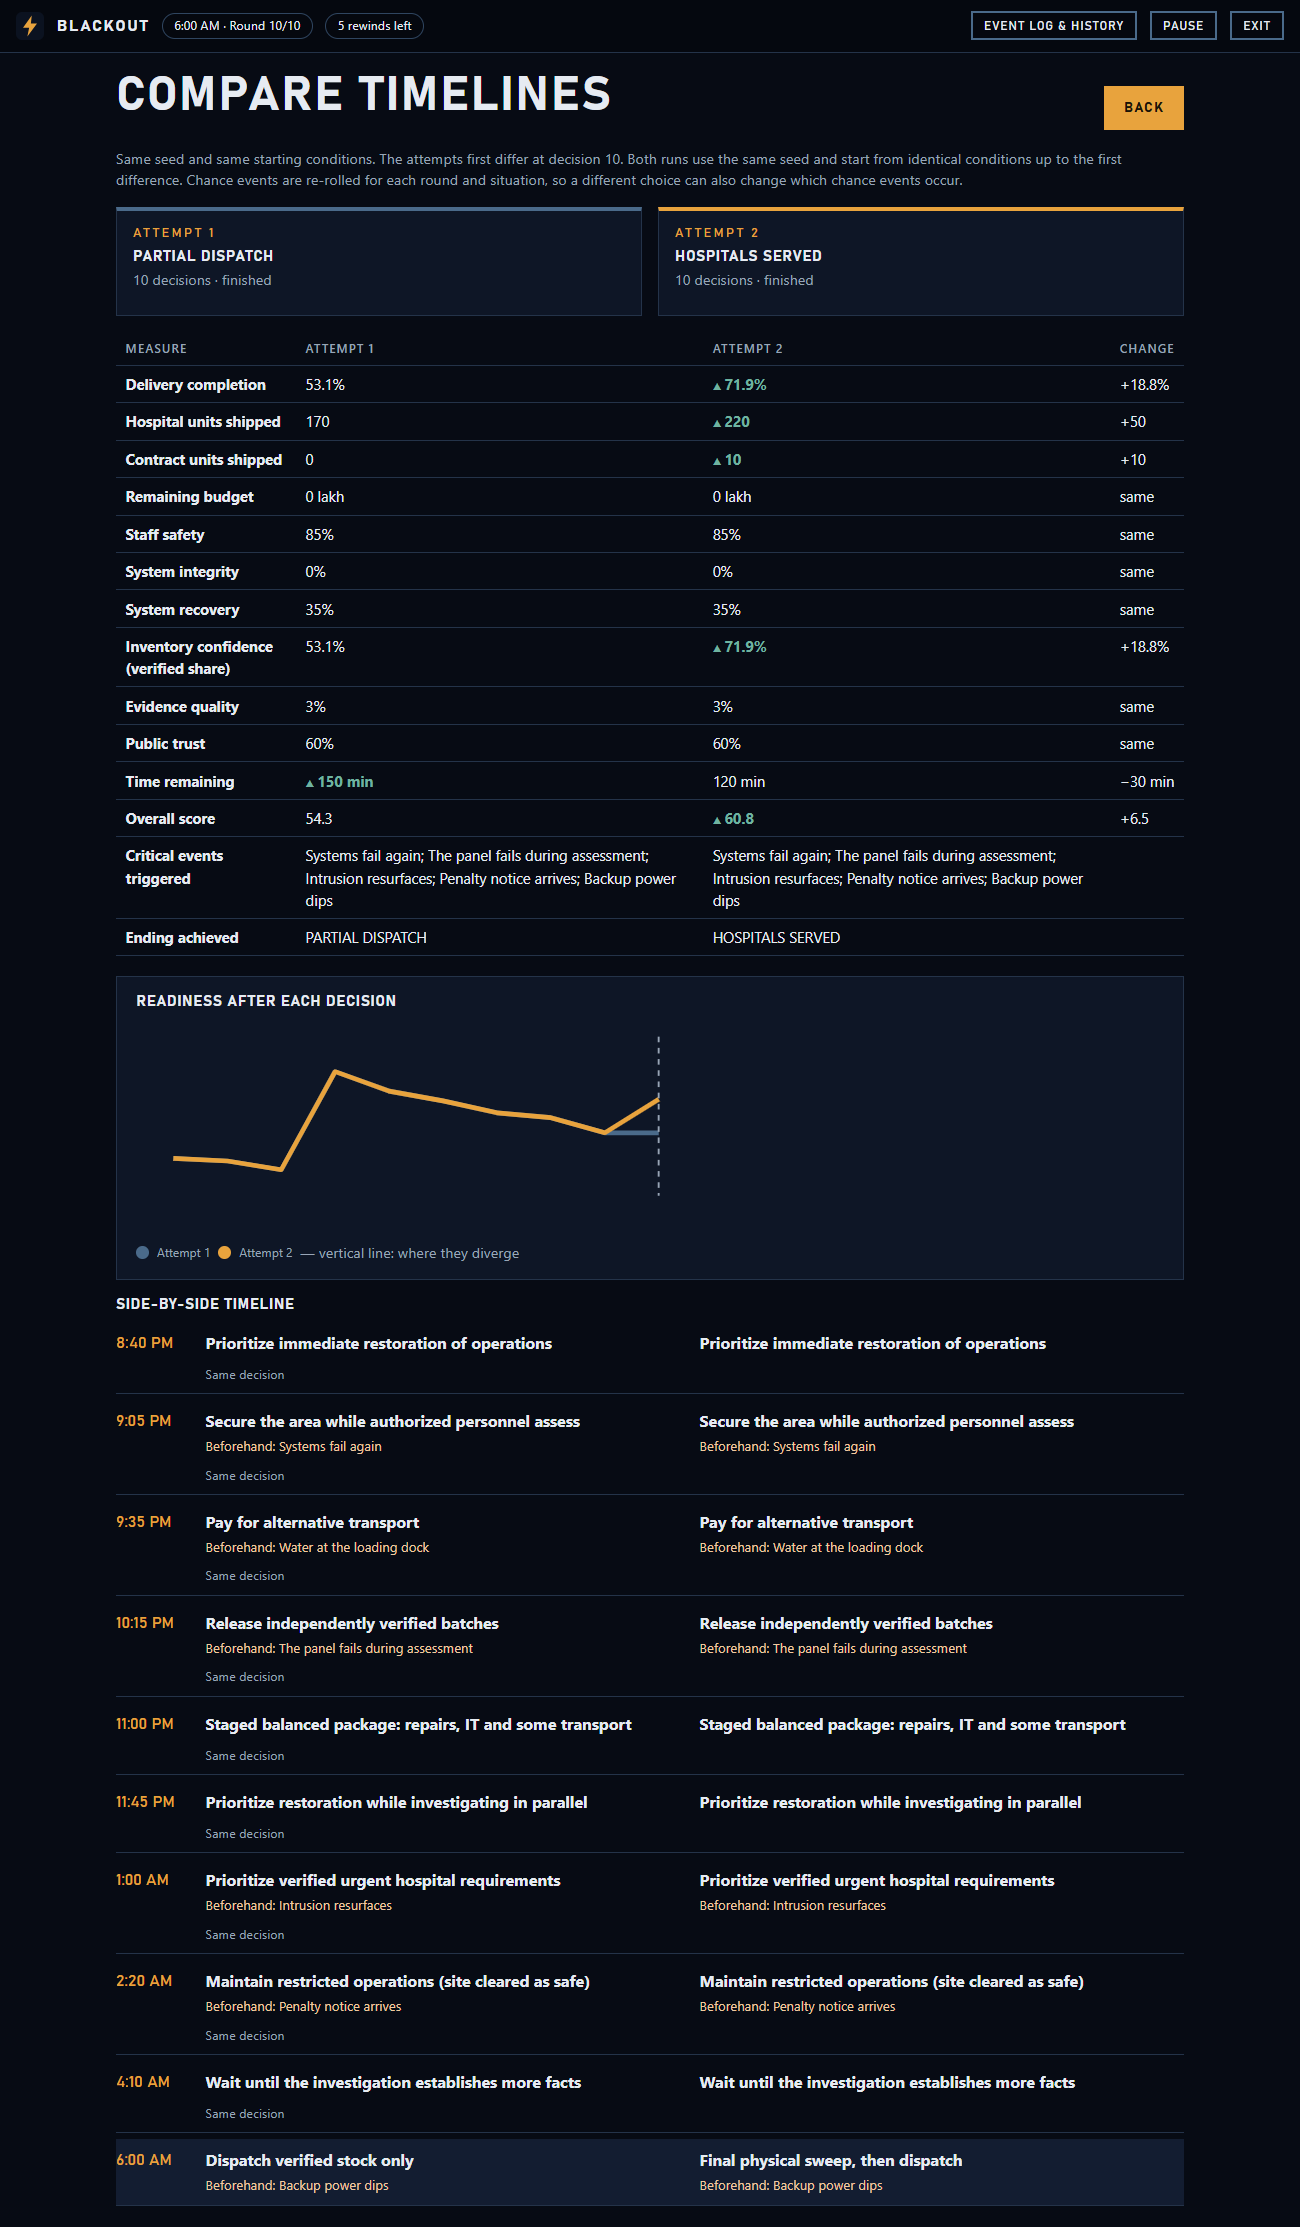 BLACKOUT
6:00 AM · Round 10/10
5 rewinds left
EVENT LOG & HISTORY
PAUSE
EXIT
COMPARE TIMELINES
BACK
Same seed and same starting conditions. The attempts first differ at decision 10. Both runs use the same seed and start from identical conditions up to the first
difference. Chance events are re-rolled for each round and situation, so a different choice can also change which chance events occur.
ATTEMPT 1
PARTIAL DISPATCH
10 decisions · finished
ATTEMPT 2
HOSPITALS SERVED
10 decisions · finished
MEASURE ATTEMPT 1 ATTEMPT 2 CHANGE
Delivery completion 53.1% ▲ 71.9% +18.8%
Hospital units shipped 170 ▲ 220 +50
Contract units shipped 0 ▲ 10 +10
Remaining budget 0 lakh 0 lakh same
Staff safety 85% 85% same
System integrity 0% 0% same
System recovery 35% 35% same
Inventory confidence 53.1% ▲ 71.9% +18.8%
(verified share)
Evidence quality 3% 3% same
Public trust 60% 60% same
Time remaining ▲ 150 min 120 min −30 min
Overall score 54.3 ▲ 60.8 +6.5
Critical events Systems fail again; The panel fails during assessment; Systems fail again; The panel fails during assessment;
triggered Intrusion resurfaces; Penalty notice arrives; Backup power Intrusion resurfaces; Penalty notice arrives; Backup power
dips dips
Ending achieved PARTIAL DISPATCH HOSPITALS SERVED
READINESS AFTER EACH DECISION
Attempt 1 Attempt 2 — vertical line: where they diverge
SIDE-BY-SIDE TIMELINE
8:40 PM Prioritize immediate restoration of operations Prioritize immediate restoration of operations
Same decision
9:05 PM Secure the area while authorized personnel assess Secure the area while authorized personnel assess
Beforehand: Systems fail again Beforehand: Systems fail again
Same decision
9:35 PM Pay for alternative transport Pay for alternative transport
Beforehand: Water at the loading dock Beforehand: Water at the loading dock
Same decision
10:15 PM Release independently verified batches Release independently verified batches
Beforehand: The panel fails during assessment Beforehand: The panel fails during assessment
Same decision
11:00 PM Staged balanced package: repairs, IT and some transport Staged balanced package: repairs, IT and some transport
Same decision
11:45 PM Prioritize restoration while investigating in parallel Prioritize restoration while investigating in parallel
Same decision
1:00 AM Prioritize verified urgent hospital requirements Prioritize verified urgent hospital requirements
Beforehand: Intrusion resurfaces Beforehand: Intrusion resurfaces
Same decision
2:20 AM Maintain restricted operations (site cleared as safe) Maintain restricted operations (site cleared as safe)
Beforehand: Penalty notice arrives Beforehand: Penalty notice arrives
Same decision
4:10 AM Wait until the investigation establishes more facts Wait until the investigation establishes more facts
Same decision
6:00 AM Dispatch verified stock only Final physical sweep, then dispatch
Beforehand: Backup power dips Beforehand: Backup power dips